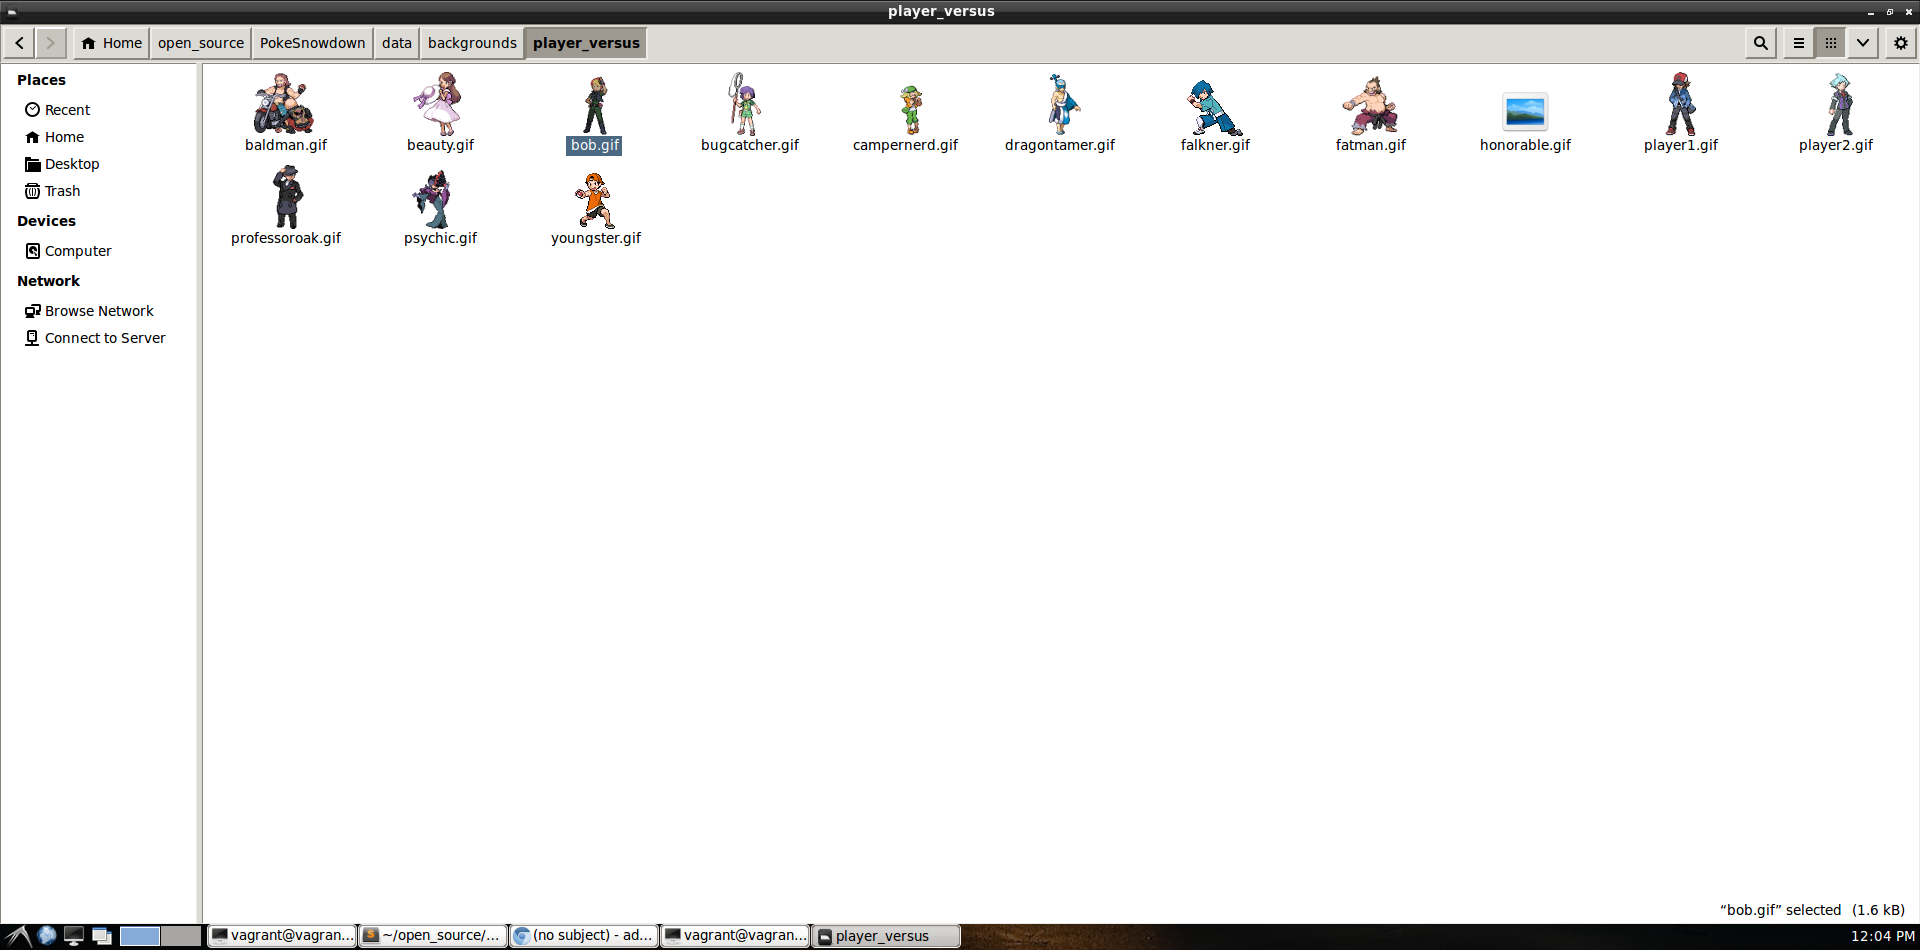 player_versus
Home open_source PokeSnowdown data backgrounds player_versus
Places
Recent
Home
Desktop
Trash
Devices
Computer
Network
Browse Network
Connect to Server
baldman.gif beauty.gif bob.gif bugcatcher.gif campernerd.gif dragontamer.gif falkner.gif fatman.gif honorable.gif player1.gif player2.gif
professoroak.gif psychic.gif youngster.gif
“bob.gif” selected (1.6 kB)
vagrant@vagran... ~/open_source/... (no subject) - ad... vagrant@vagran... player_versus 12:04 PM